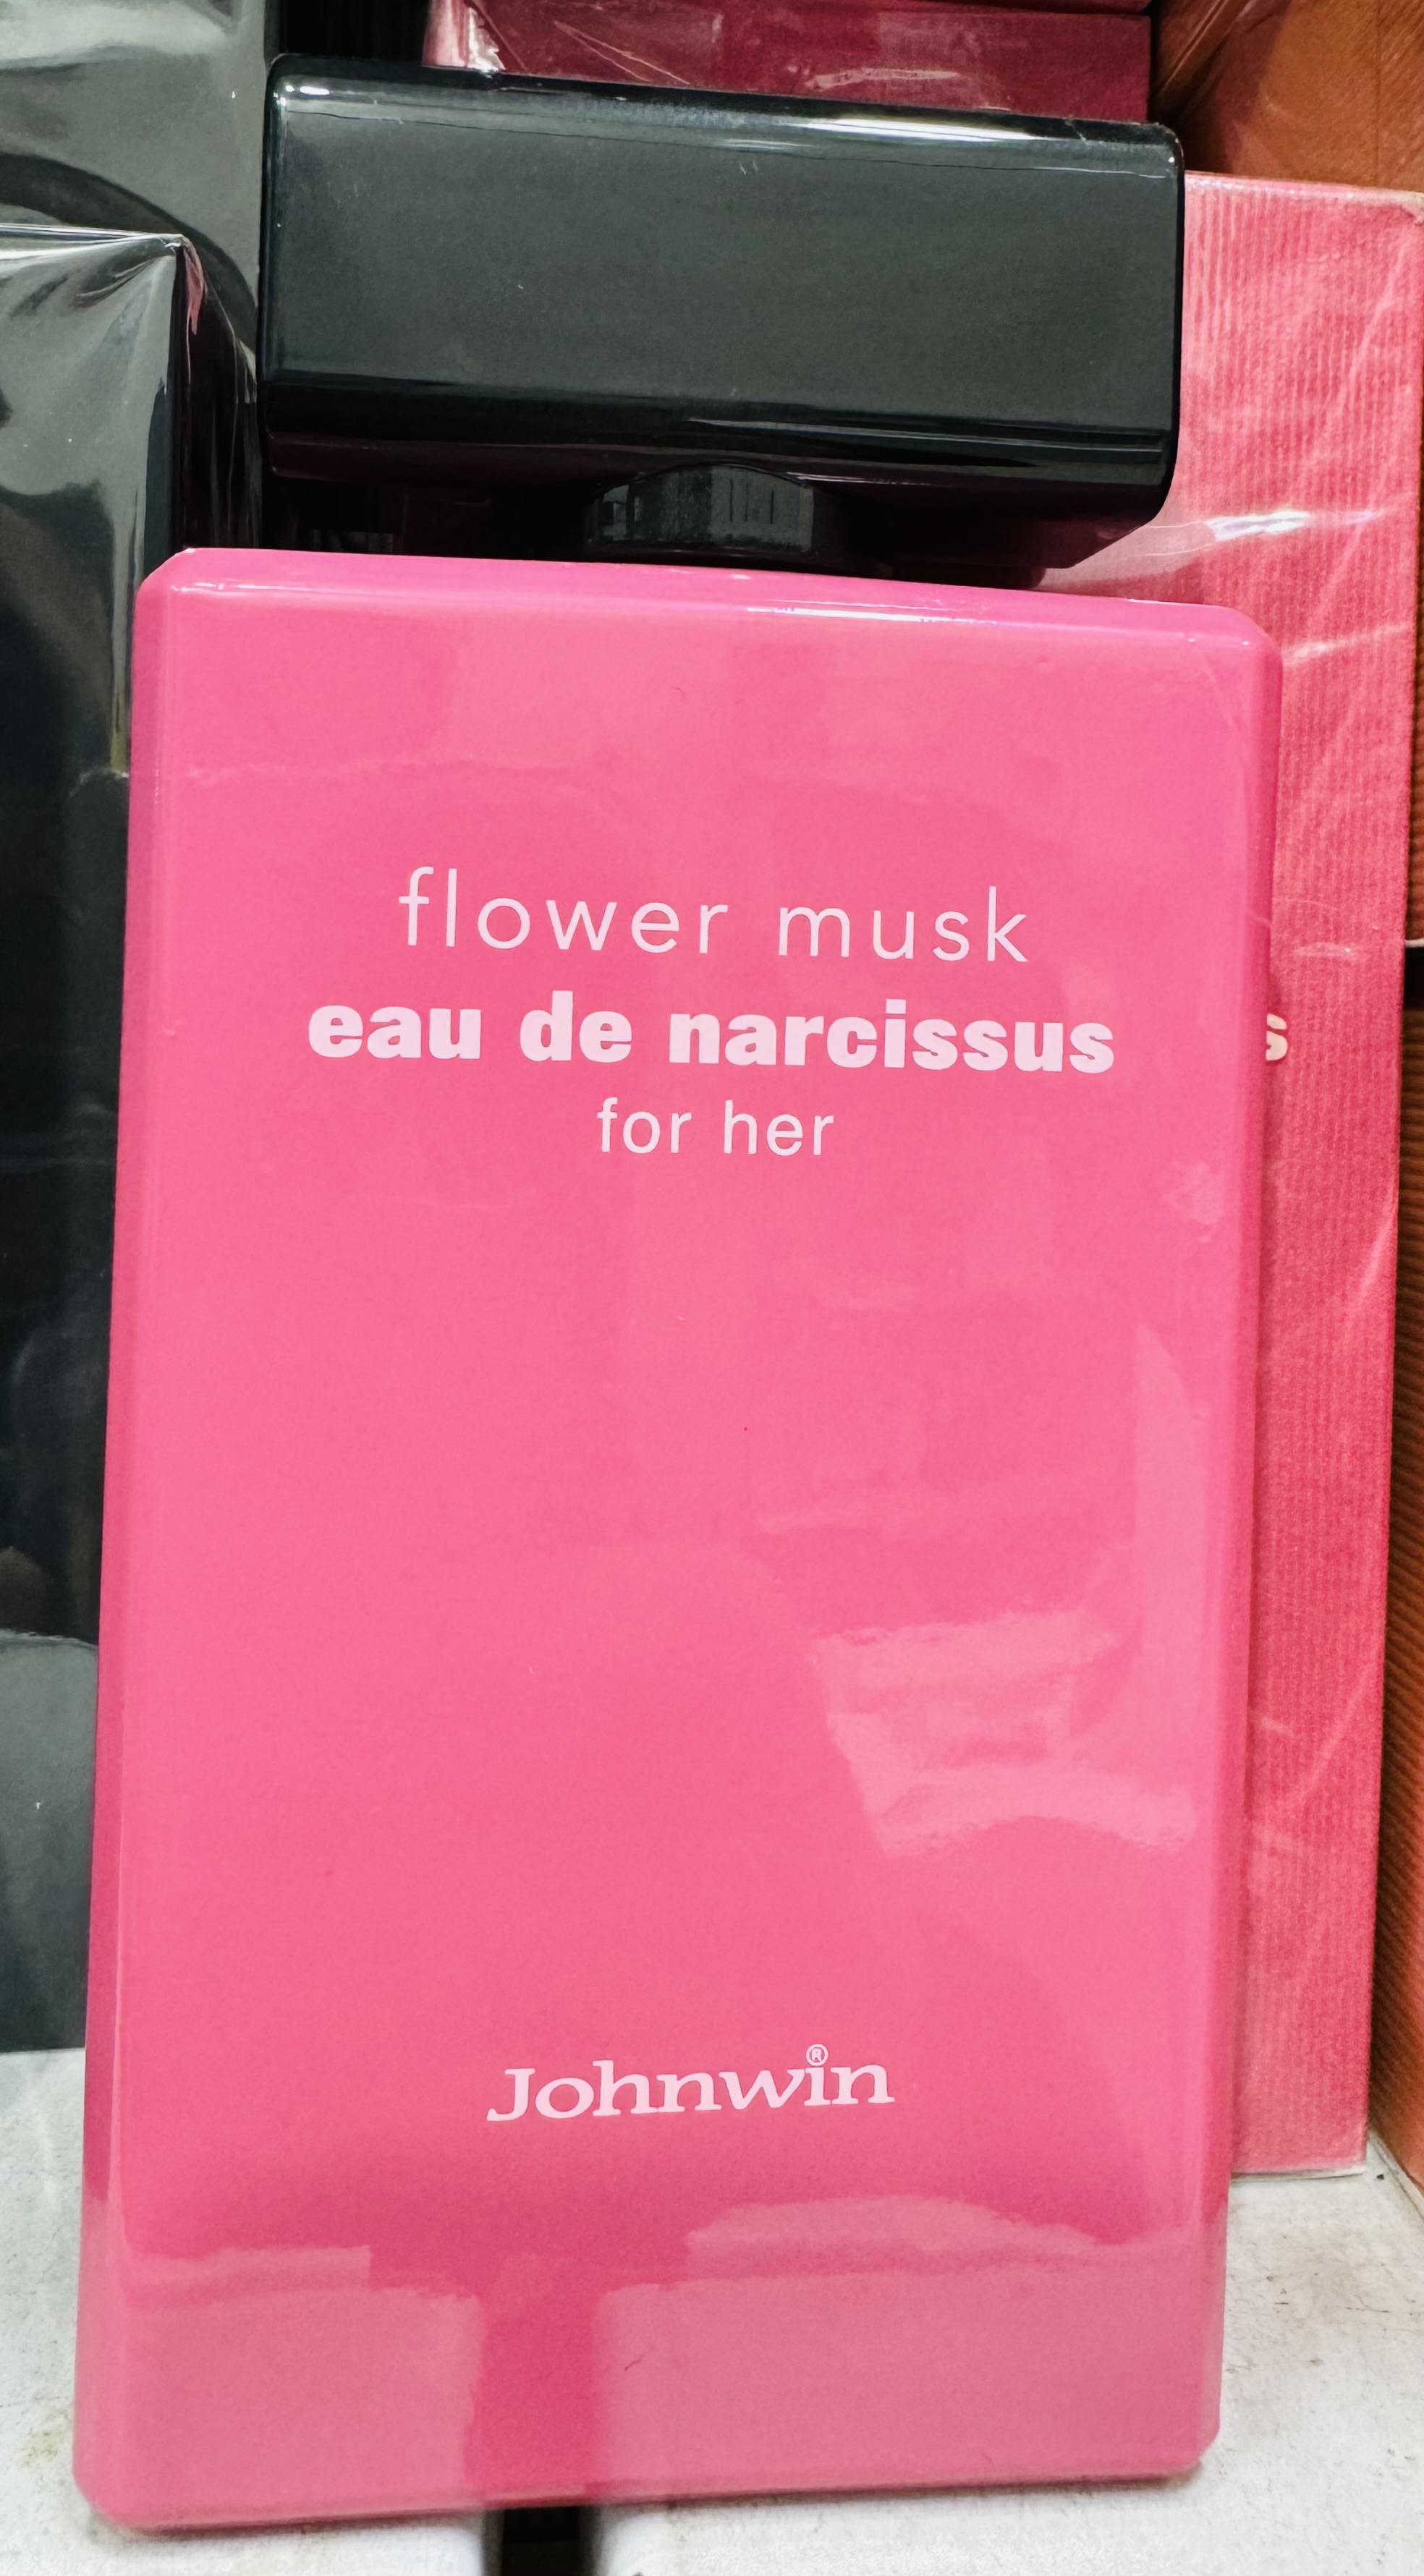 flower musk
eau de narcissus
for her
s
Johnwin®